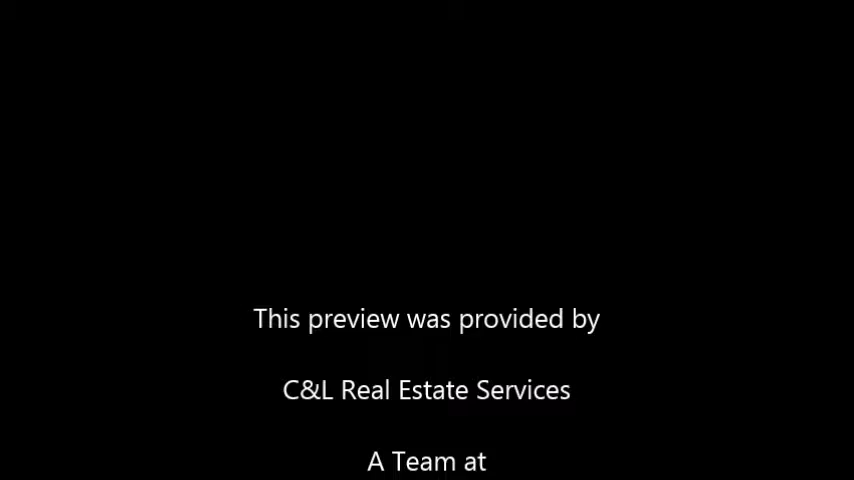 This preview was provided by
C&L Real Estate Services
A Team at